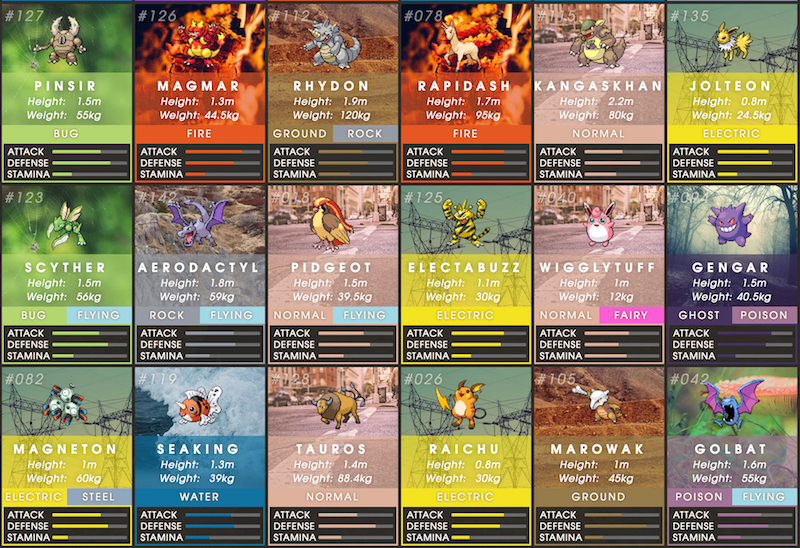 #127
PINSIR
Height: 1.5m
Weight: 55kg
BUG
ATTACK
DEFENSE
STAMINA
#126
MAGMAR
Height: 1.3m
Weight: 44.5kg
FIRE
ATTACK
DEFENSE
STAMINA
#112
RHYDON
Height: 1.9m
Weight: 120kg
GROUND ROCK
ATTACK
DEFENSE
STAMINA
#078
RAPIDASH
Height: 1.7m
Weight: 95kg
FIRE
ATTACK
DEFENSE
STAMINA
#115
KANGASKHAN
Height: 2.2m
Weight: 80kg
NORMAL
ATTACK
DEFENSE
STAMINA
#135
JOLTEON
Height: 0.8m
Weight: 24.5kg
ELECTRIC
ATTACK
DEFENSE
STAMINA
#123
SCYTHER
Height: 1.5m
Weight: 56kg
BUG FLYING
ATTACK
DEFENSE
STAMINA
#142
AERODACTYL
Height: 1.8m
Weight: 59kg
ROCK FLYING
ATTACK
DEFENSE
STAMINA
#018
PIDGEOT
Height: 1.5m
Weight: 39.5kg
NORMAL FLYING
ATTACK
DEFENSE
STAMINA
#125
ELECTABUZZ
Height: 1.1m
Weight: 30kg
ELECTRIC
ATTACK
DEFENSE
STAMINA
#040
WIGGLYTUFF
Height: 1m
Weight: 12kg
NORMAL FAIRY
ATTACK
DEFENSE
STAMINA
#094
GENGAR
Height: 1.5m
Weight: 40.5kg
GHOST POISON
ATTACK
DEFENSE
STAMINA
#082
MAGNETON
Height: 1m
Weight: 60kg
ELECTRIC STEEL
ATTACK
DEFENSE
STAMINA
#119
SEAKING
Height: 1.3m
Weight: 39kg
WATER
ATTACK
DEFENSE
STAMINA
#128
TAUROS
Height: 1.4m
Weight: 88.4kg
NORMAL
ATTACK
DEFENSE
STAMINA
#026
RAICHU
Height: 0.8m
Weight: 30kg
ELECTRIC
ATTACK
DEFENSE
STAMINA
#105
MAROWAK
Height: 1m
Weight: 45kg
GROUND
ATTACK
DEFENSE
STAMINA
#042
GOLBAT
Height: 1.6m
Weight: 55kg
POISON FLYING
ATTACK
DEFENSE
STAMINA